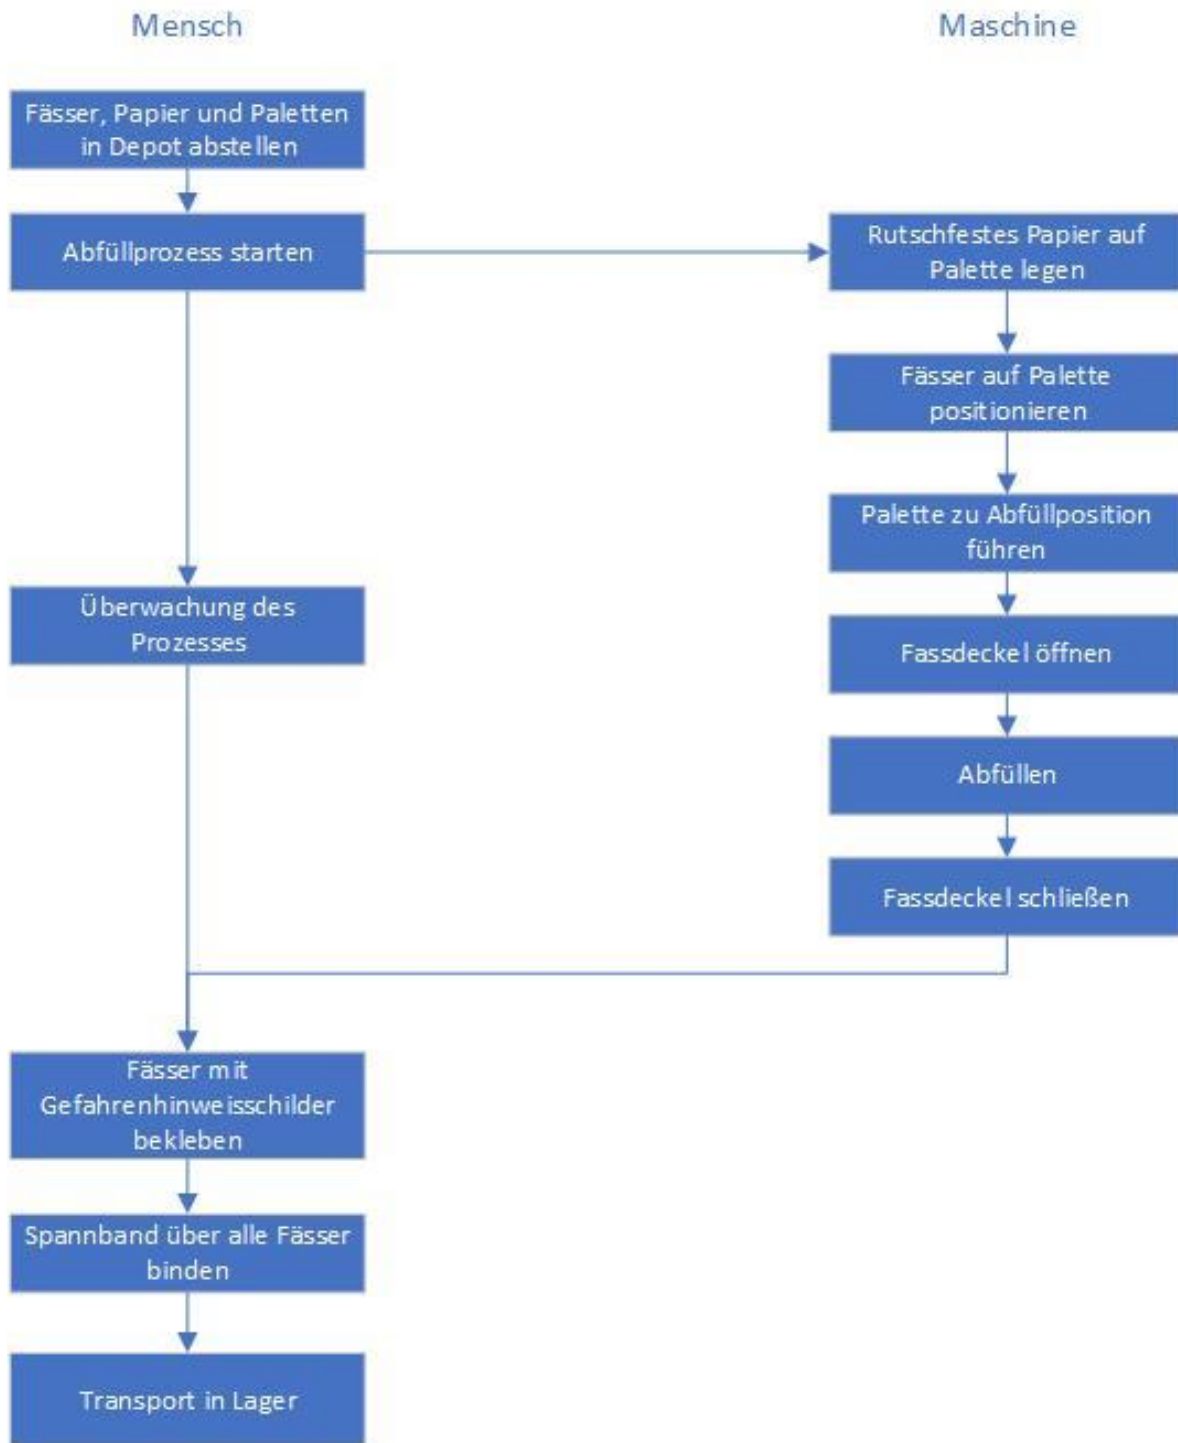 Mensch
Maschine
Fässer, Papier und Paletten
in Depot abstellen
Abfüllprozess starten
Rutschfestes Papier auf
Palette legen
Fässer auf Palette
positionieren
Palette zu Abfüllposition
führen
Überwachung des
Prozesses
Fassdeckel öffnen
Abfüllen
Fassdeckel schließen
Fässer mit
Gefahrenhinweisschilder
bekleben
Spannband über alle Fässer
binden
Transport in Lager